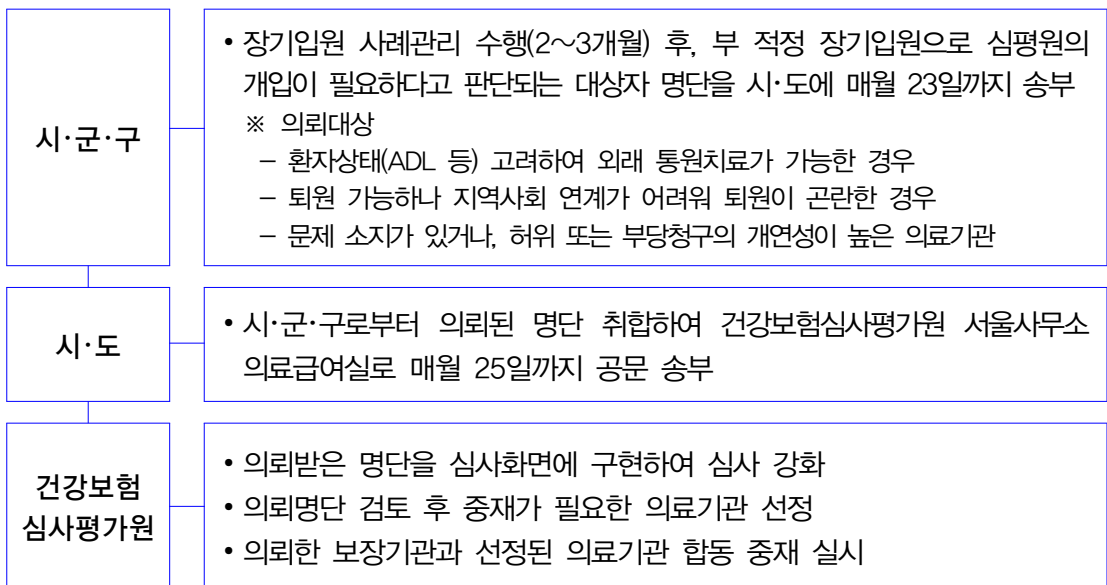 시·군·구
• 장기입원 사례관리 수행(2～3개월) 후, 부 적정 장기입원으로 심평원의
개입이 필요하다고 판단되는 대상자 명단을 시·도에 매월 23일까지 송부
※ 의뢰대상
－ 환자상태(ADL 등) 고려하여 외래 통원치료가 가능한 경우
－ 퇴원 가능하나 지역사회 연계가 어려워 퇴원이 곤란한 경우
－ 문제 소지가 있거나, 허위 또는 부당청구의 개연성이 높은 의료기관
시·도
• 시·군·구로부터 의뢰된 명단 취합하여 건강보험심사평가원 서울사무소
의료급여실로 매월 25일까지 공문 송부
건강보험
심사평가원
• 의뢰받은 명단을 심사화면에 구현하여 심사 강화
• 의뢰명단 검토 후 중재가 필요한 의료기관 선정
• 의뢰한 보장기관과 선정된 의료기관 합동 중재 실시